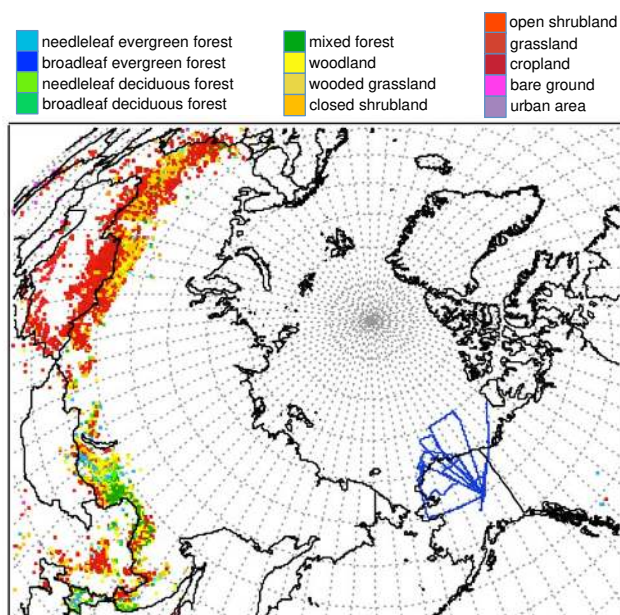 needleleaf evergreen forest
broadleaf evergreen forest
needleleaf deciduous forest
broadleaf deciduous forest
mixed forest
woodland
wooded grassland
closed shrubland
open shrubland
grassland
cropland
bare ground
urban area